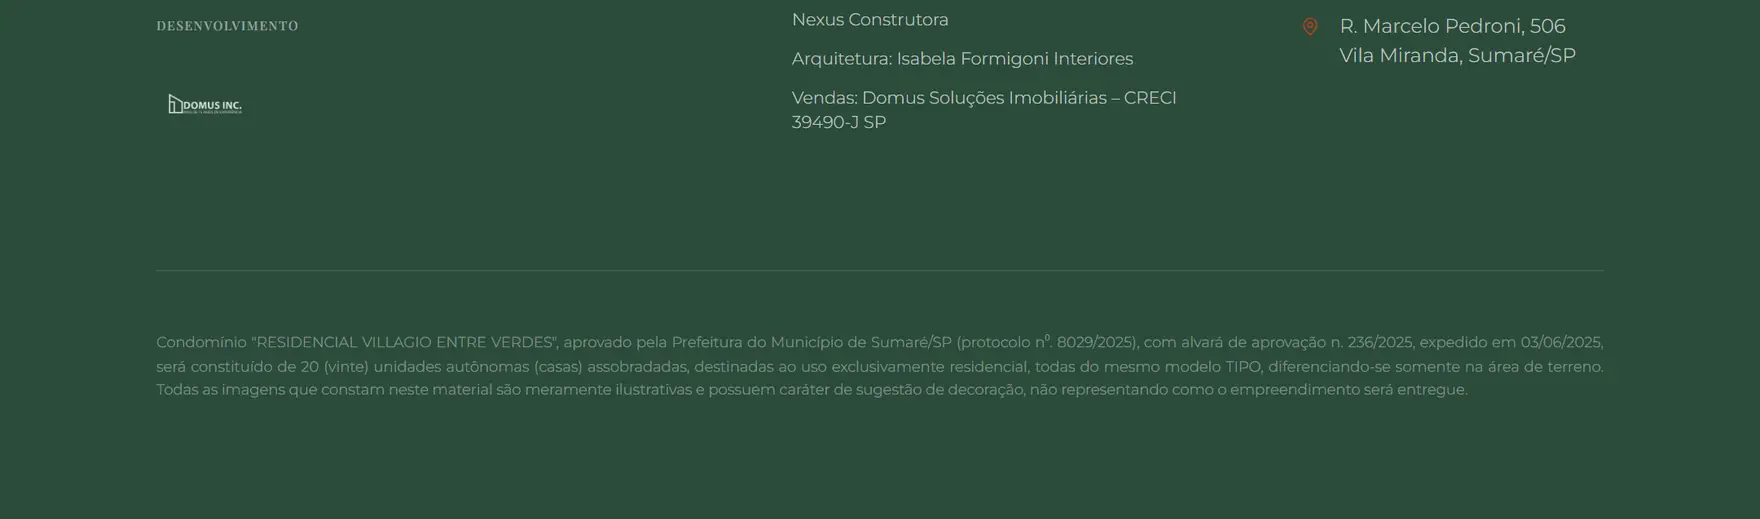 DESENVOLVIMENTO
DOMUS INC.
Nexus Construtora
Arquitetura: Isabela Formigoni Interiores
Vendas: Domus Soluções Imobiliárias – CRECI
39490-J SP
R. Marcelo Pedroni, 506
Vila Miranda, Sumaré/SP
Condomínio "RESIDENCIAL VILLAGIO ENTRE VERDES", aprovado pela Prefeitura do Município de Sumaré/SP (protocolo nº. 8029/2025), com alvará de aprovação n. 236/2025, expedido em 03/06/2025,
será constituído de 20 (vinte) unidades autônomas (casas) assobradadas, destinadas ao uso exclusivamente residencial, todas do mesmo modelo TIPO, diferenciando-se somente na área de terreno.
Todas as imagens que constam neste material são meramente ilustrativas e possuem caráter de sugestão de decoração, não representando como o empreendimento será entregue.